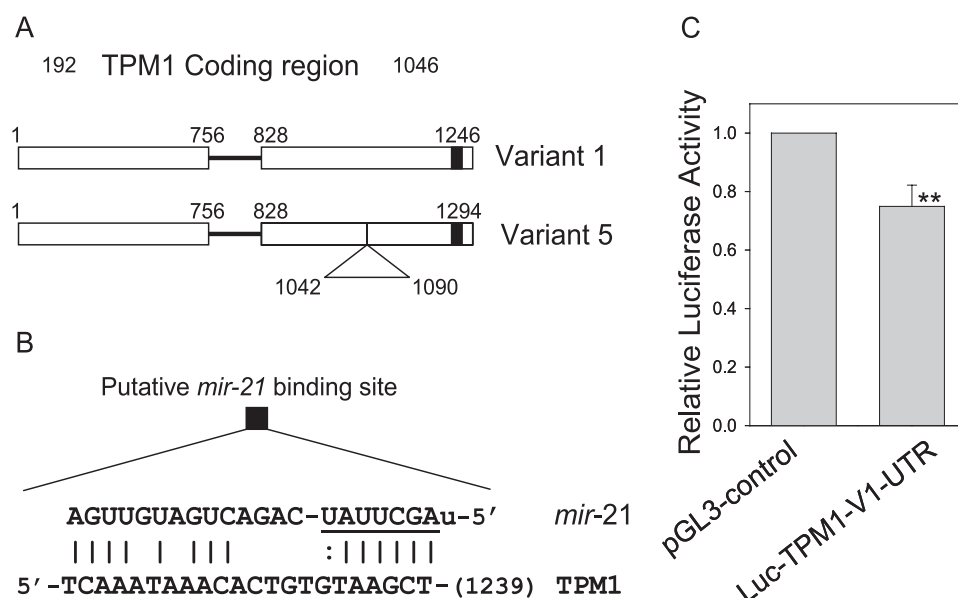 A
192 TPM1 Coding region 1046
1 756 828 1246
Variant 1
1 756 828 1294
Variant 5
1042 1090
B
Putative mir-21 binding site
AGUUGUAGUCAGAC-UAUUCGAu-5’ mir-21
5’-TCAAATAAACACTGTGTAAGCT-(1239) TPM1
C
Relative Luciferase Activity
1.0
0.8
0.6
0.4
0.2
0.0
**
pGL3-control
Luc-TPM1-V1-UTR